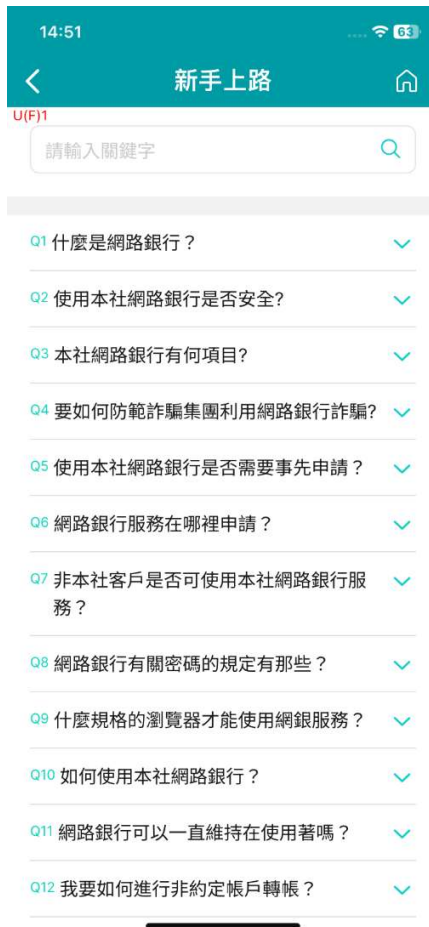 14:51
63
新手上路
U(F)1
請輸入關鍵字
Q1 什麼是網路銀行？
Q2 使用本社網路銀行是否安全?
Q3 本社網路銀行有何項目?
Q4 要如何防範詐騙集團利用網路銀行詐騙?
Q5 使用本社網路銀行是否需要事先申請？
Q6 網路銀行服務在哪裡申請？
Q7 非本社客戶是否可使用本社網路銀行服
務？
Q8 網路銀行有關密碼的規定有那些？
Q9 什麼規格的瀏覽器才能使用網銀服務？
Q10 如何使用本社網路銀行？
Q11 網路銀行可以一直維持在使用著嗎？
Q12 我要如何進行非約定帳戶轉帳？